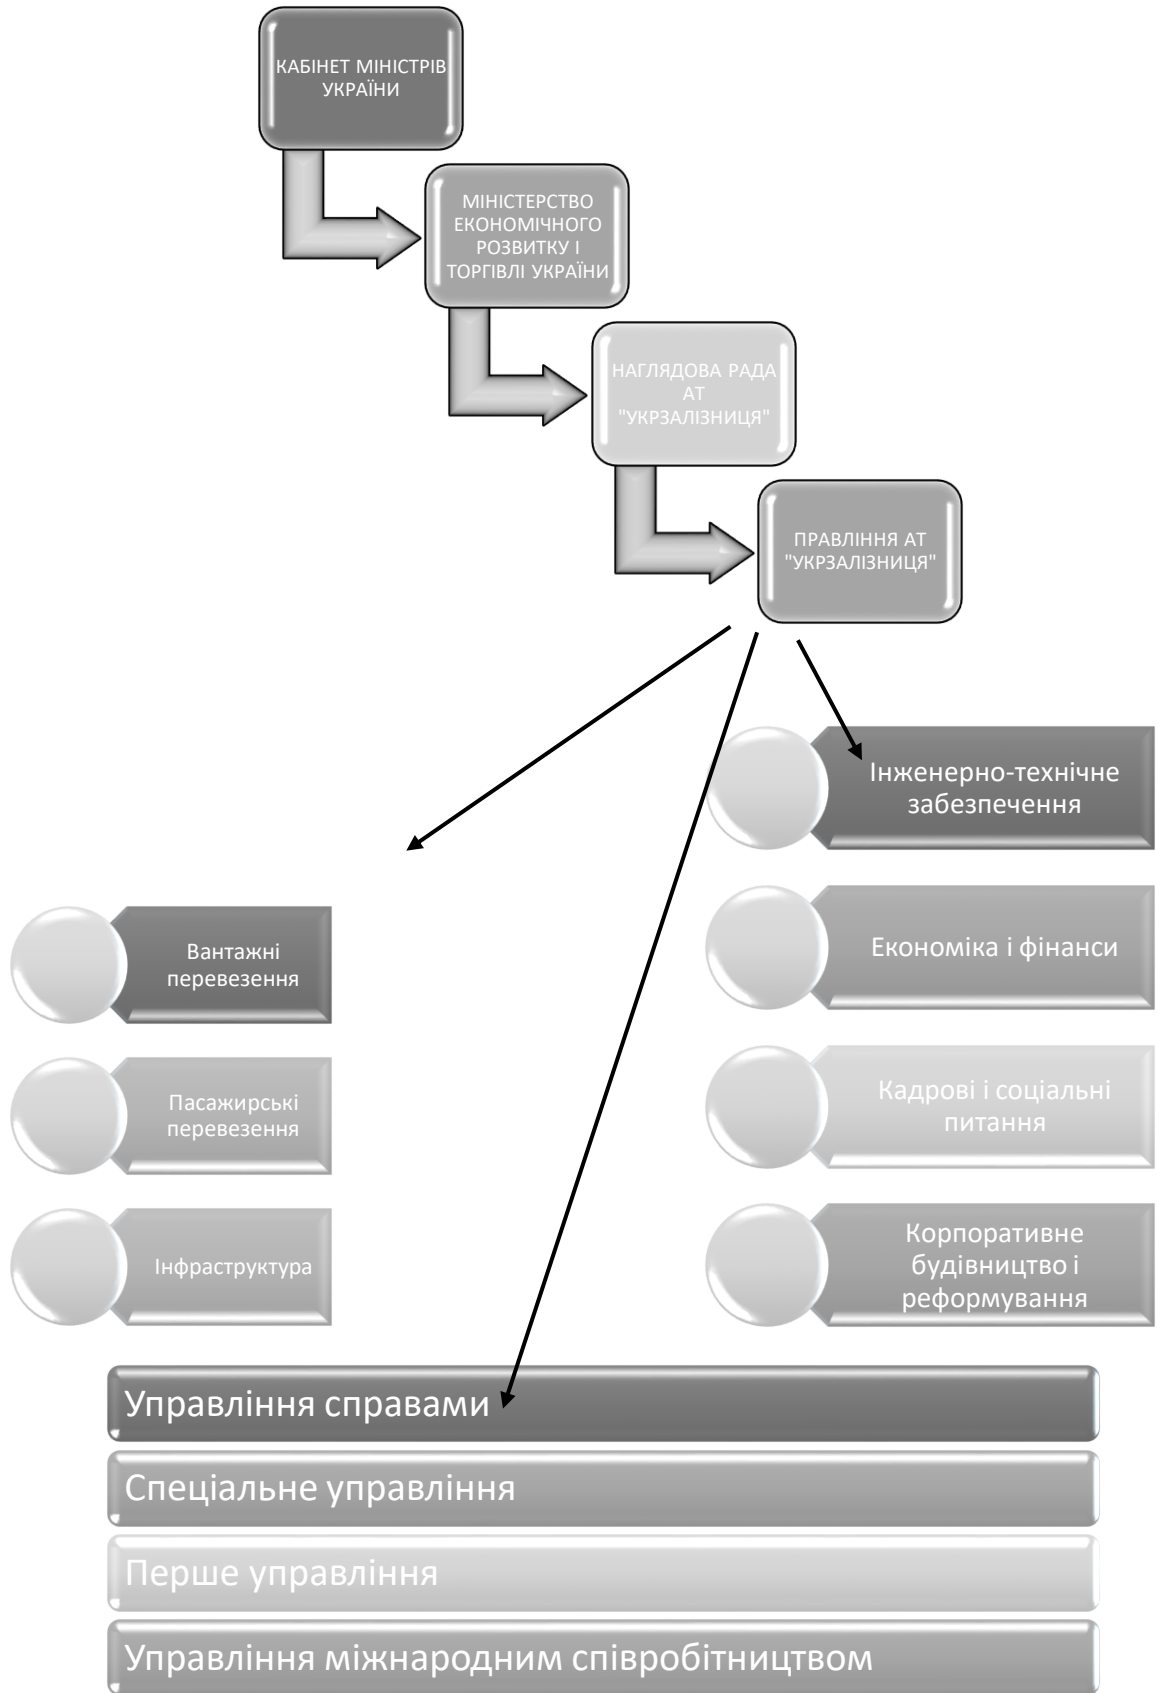 КАБІНЕТ МІНІСТРІВ
УКРАЇНИ
МІНІСТЕРСТВО
ЕКОНОМІЧНОГО
РОЗВИТКУ І
ТОРГІВЛІ УКРАЇНИ
НАГЛЯДОВА РАДА
АТ
"УКРЗАЛІЗНИЦЯ"
ПРАВЛІННЯ АТ
"УКРЗАЛІЗНИЦЯ"
Вантажні
перевезення
Пасажирські
перевезення
Інфраструктура
Інженерно-технічне
забезпечення
Економіка і фінанси
Кадрові і соціальні
питання
Корпоративне
будівництво і
реформування
Управління справами
Спеціальне управління
Перше управління
Управління міжнародним співробітництвом